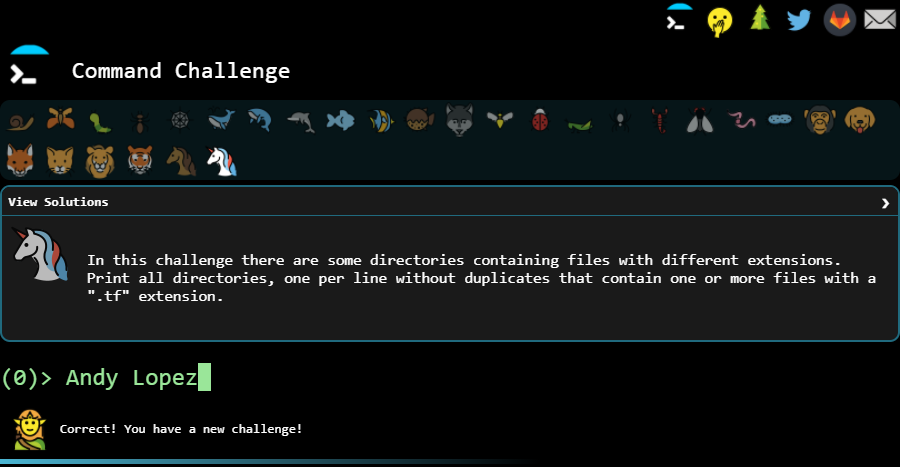 Command Challenge
View Solutions
In this challenge there are some directories containing files with different extensions.
Print all directories, one per line without duplicates that contain one or more files with a
".tf" extension.
(0)> Andy Lopez
Correct! You have a new challenge!